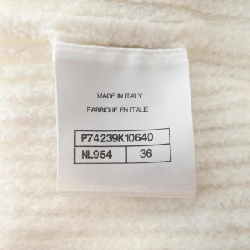 MADE IN ITALY
FABRIQUE EN ITALIE
P74239K10640
NL954 36